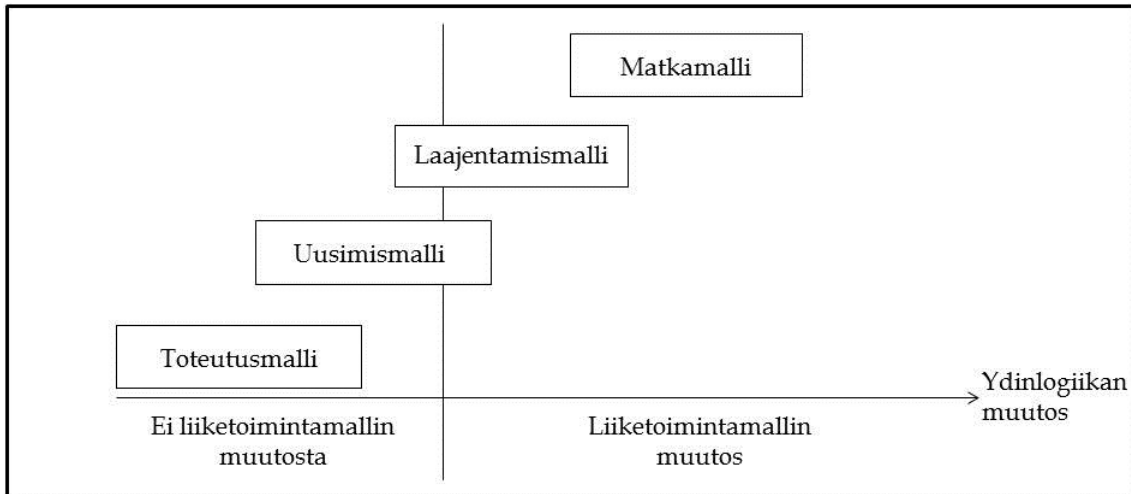 Matkamalli
Laajentamismalli
Uusimismalli
Toteutusmalli
Ydinlogiikan
muutos
Ei liiketoimintamallin
muutosta
Liiketoimintamallin
muutos